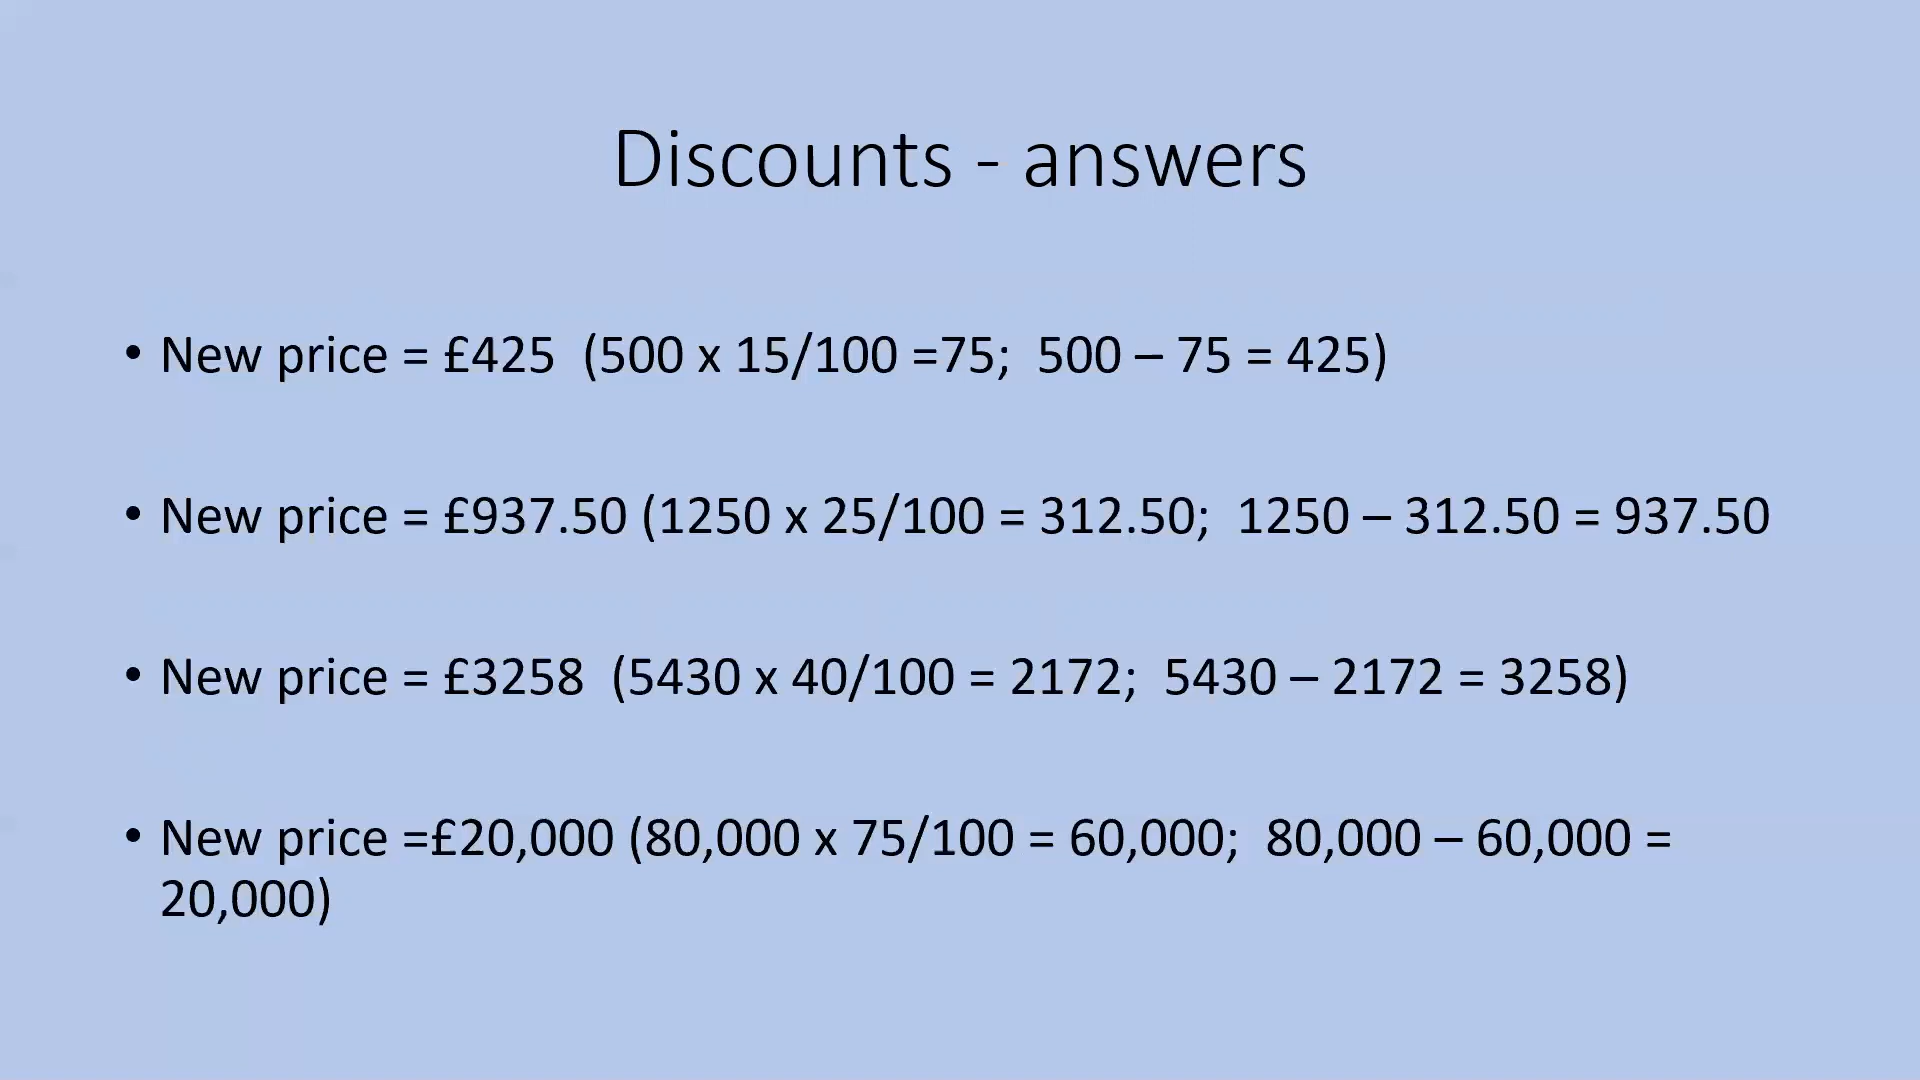 Discounts - answers
• New price = £425  (500 x 15/100 =75;  500 – 75 = 425)
• New price = £937.50 (1250 x 25/100 = 312.50;  1250 – 312.50 = 937.50
• New price = £3258  (5430 x 40/100 = 2172;  5430 – 2172 = 3258)
• New price =£20,000 (80,000 x 75/100 = 60,000;  80,000 – 60,000 =
20,000)